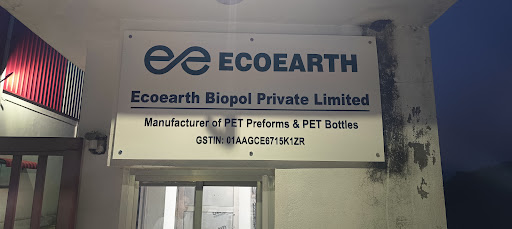 ECOEARTH
Ecoearth Biopol Private Limited
Manufacturer of PET Preforms & PET Bottles
GSTIN: 01AAGCE6715K1ZR